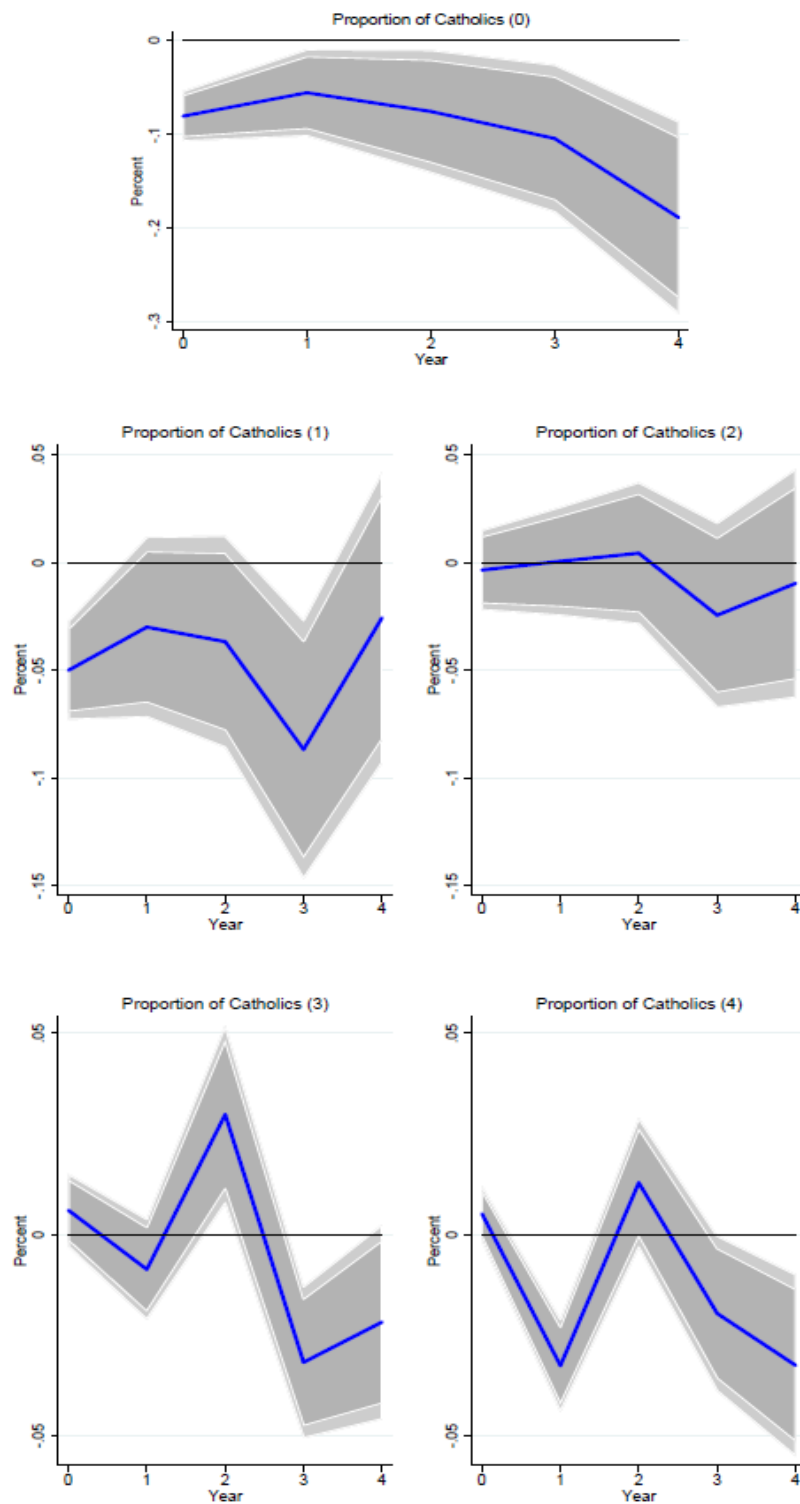 Proportion of Catholics (0)
0
-.1
-.2
-.3
Percent
0 1 2 3 4
Year
Proportion of Catholics (1)
.05
0
-.05
-.1
-.15
Percent
0 1 2 3 4
Year
Proportion of Catholics (2)
.05
0
-.05
-.1
-.15
Percent
0 1 2 3 4
Year
Proportion of Catholics (3)
.05
0
-.05
Percent
0 1 2 3 4
Year
Proportion of Catholics (4)
.05
0
-.05
Percent
0 1 2 3 4
Year